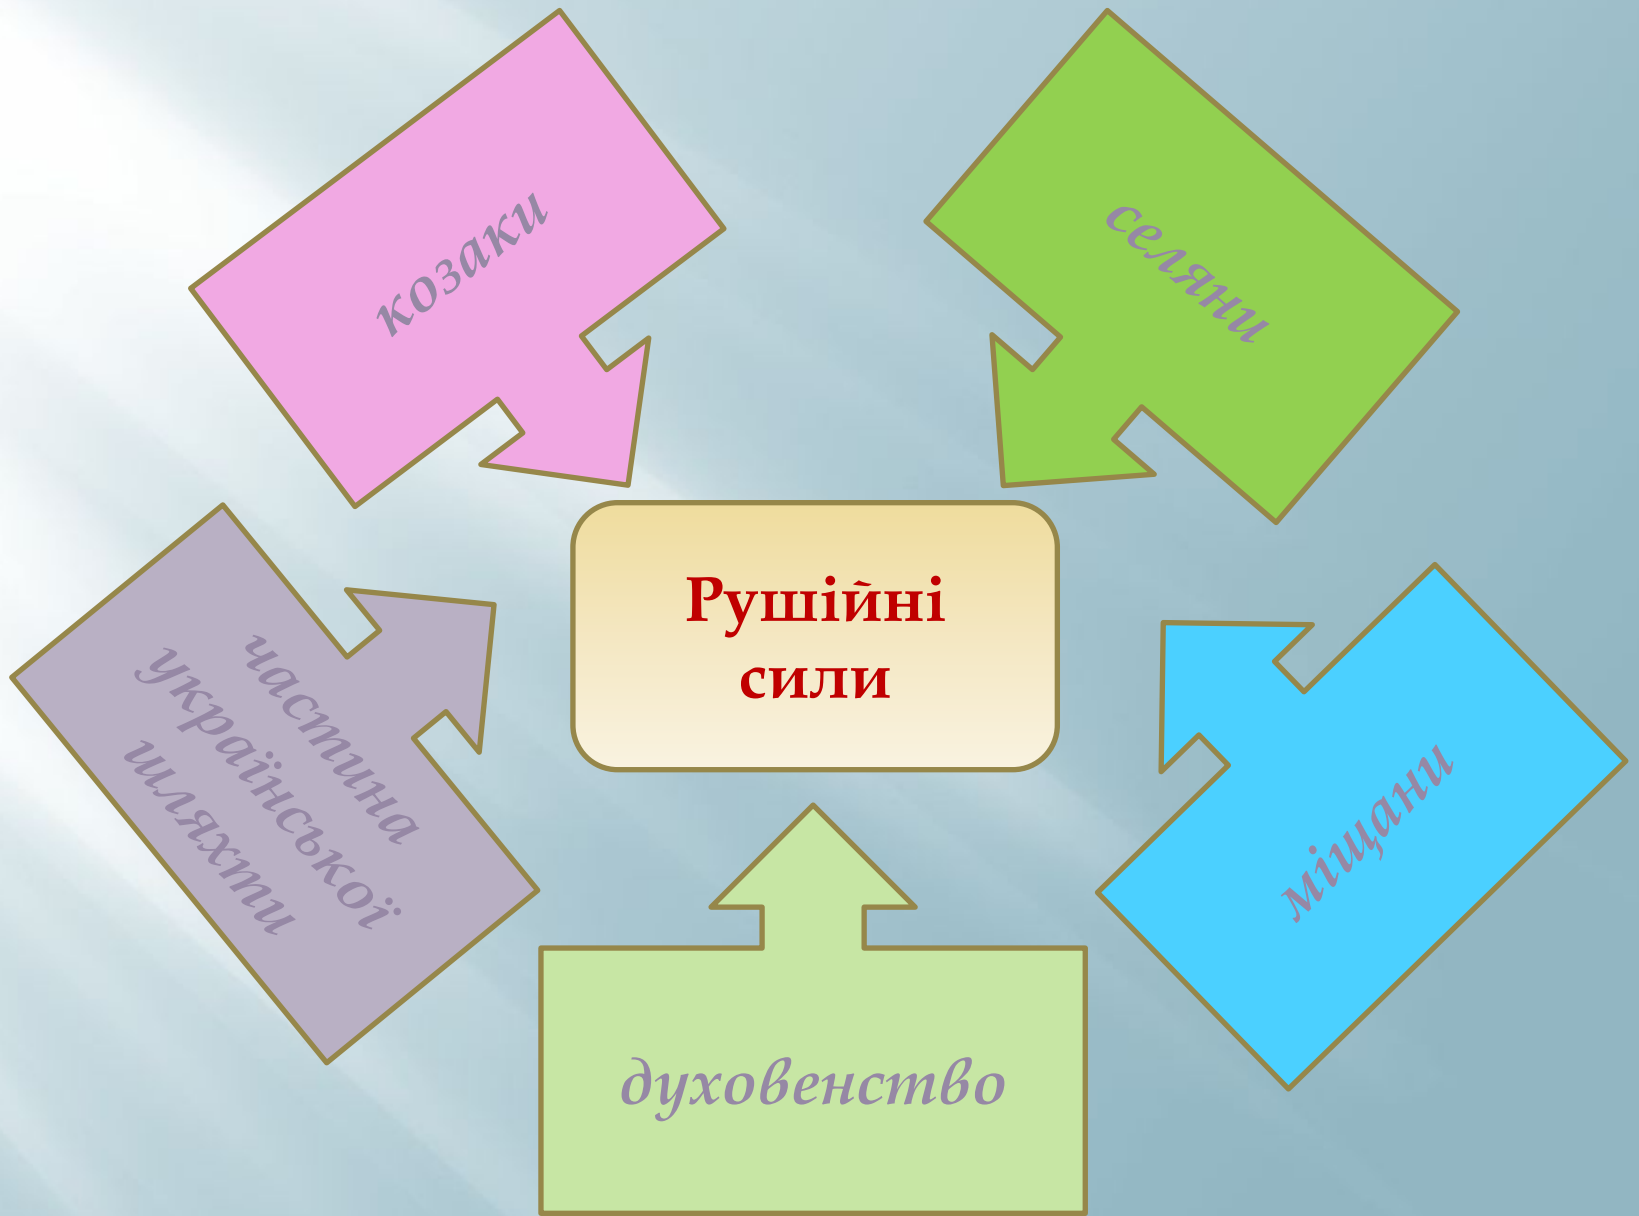 козаки
селяни
Рушійні
сили
частина
української
шляхти
міщани
духовенство